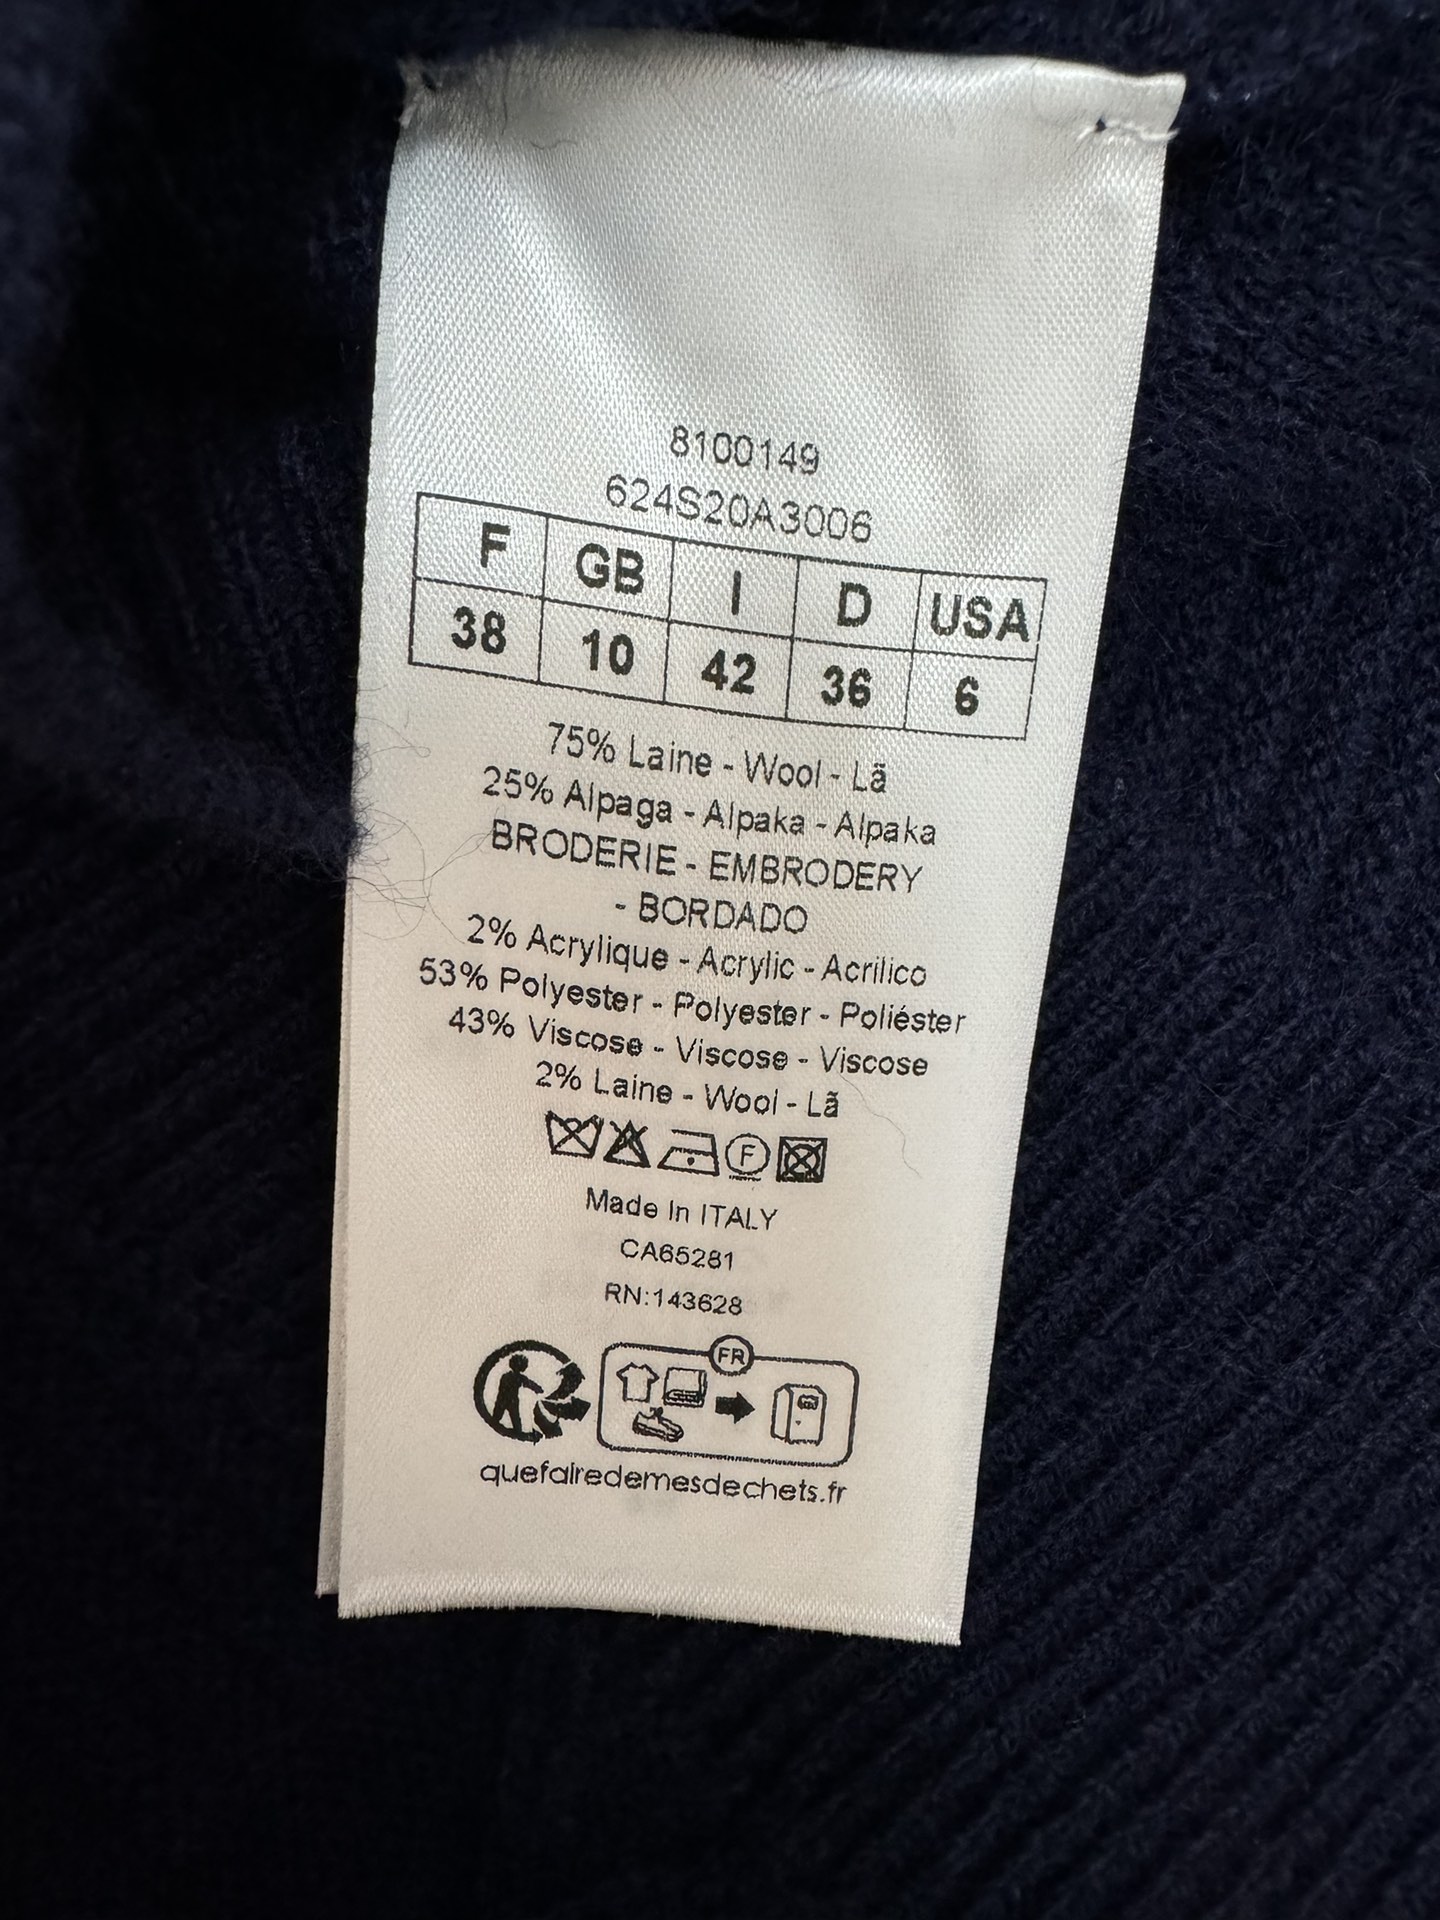 8100149
624S20A3006
F GB I D USA
38 10 42 36 6
75% Laine - Wool - Lã
25% Alpaga - Alpaka - Alpaka
BRODERIE - EMBRODERY
- BORDADO
2% Acrylique - Acrylic - Acrilico
53% Polyester - Polyester - Poliéster
43% Viscose - Viscose - Viscose
2% Laine - Wool - Lã
F
Made In ITALY
CA65281
RN:143628
FR
quefairedemesdechets.fr